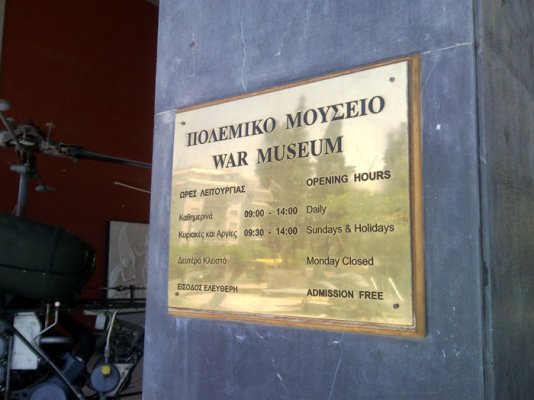 ΠΟΛΕΜΙΚΟ ΜΟΥΣΕΙΟ
WAR MUSEUM
ΩΡΕΣ ΛΕΙΤΟΥΡΓΙΑΣ OPENING HOURS
Καθημερινά 09:00 - 14:00 Daily
Κυριακές και Αργίες 09:30 - 14:00 Sundays & Holidays
Δευτέρα Κλειστά Monday Closed
ΕΙΣΟΔΟΣ ΕΛΕΥΘΕΡΗ ADMISSION FREE